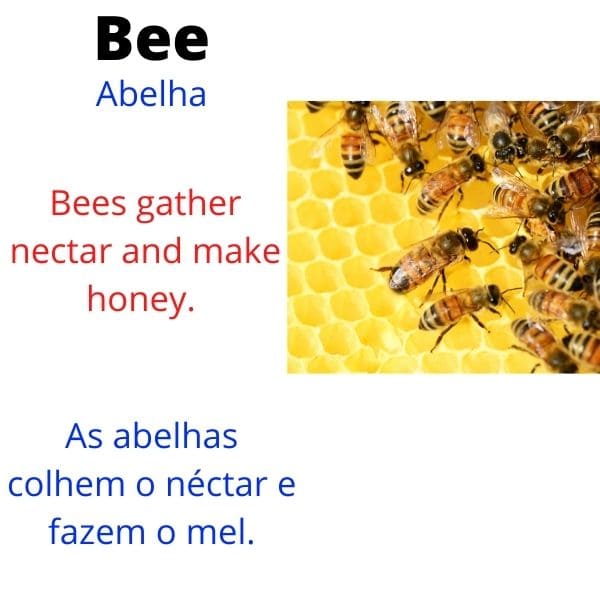 Bee
Abelha
Bees gather
nectar and make
honey.
As abelhas
colhem o néctar e
fazem o mel.